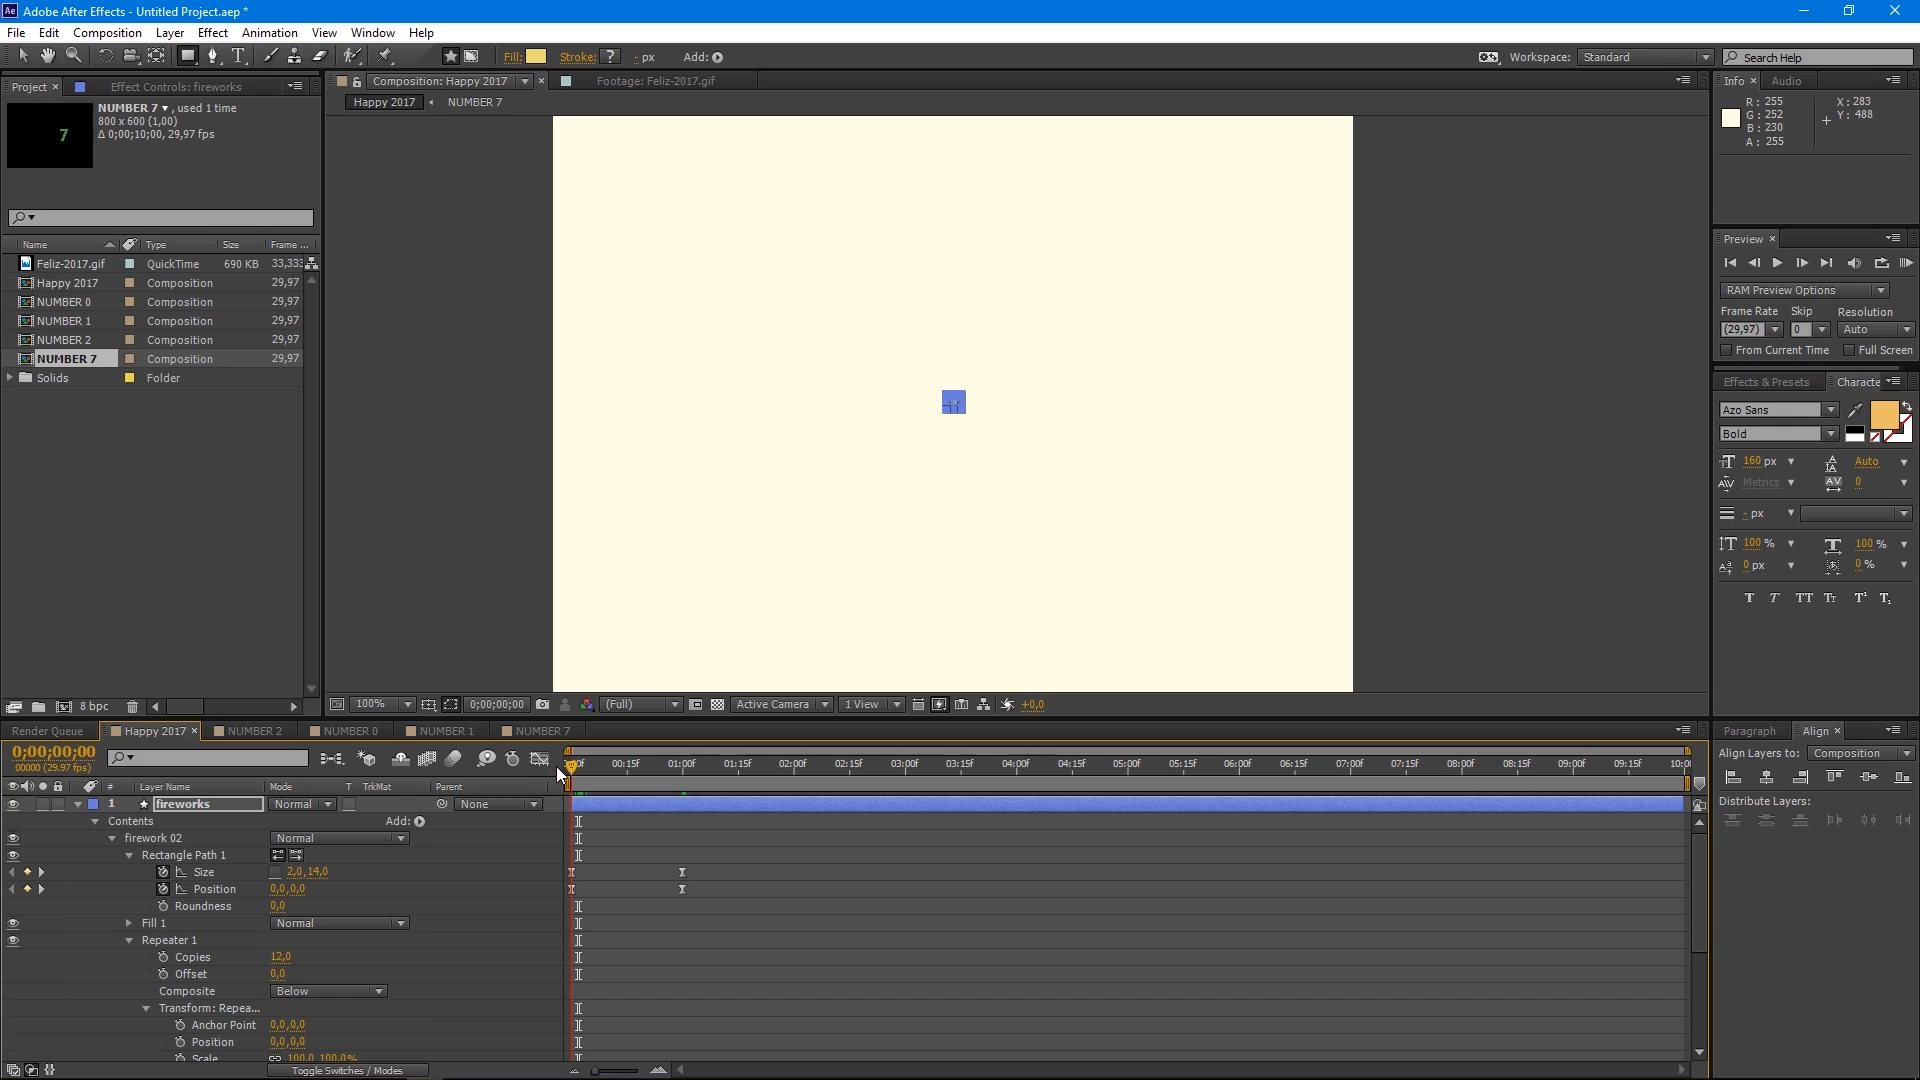 Ae Adobe After Effects - Untitled Project.aep *
File Edit Composition Layer Effect Animation View Window Help
T Fill: Stroke: ? - px Add: Workspace: Standard Search Help
Project × Effect Controls: fireworks
NUMBER 7 , used 1 time
800 x 600 (1,00)
Δ 0;00;10;00, 29,97 fps
7
Name Type Size Frame ...
Feliz-2017.gif QuickTime 690 KB 33,333
Happy 2017 Composition 29,97
NUMBER 0 Composition 29,97
NUMBER 1 Composition 29,97
NUMBER 2 Composition 29,97
NUMBER 7 Composition 29,97
Solids Folder
8 bpc
Composition: Happy 2017 × Footage: Feliz-2017.gif
Happy 2017 NUMBER 7
100% 0;00;00;00 (Full) Active Camera 1 View +0,0
Info × Audio
R: 255 X: 283
G: 252 Y: 488
B: 230
A: 255
Preview ×
RAM Preview Options
Frame Rate Skip Resolution
(29,97) 0 Auto
From Current Time Full Screen
Effects & Presets Characte
Azo Sans
Bold
160 px Auto
Metrics 0
- px
100 % 100 %
0 px 0 %
T T TT Tt T¹ T₁
Render Queue Happy 2017 × NUMBER 2 NUMBER 0 NUMBER 1 NUMBER 7
0;00;00;00
00000 (29.97 fps)
00f 00:15f 01:00f 01:15f 02:00f 02:15f 03:00f 03:15f 04:00f 04:15f 05:00f 05:15f 06:00f 06:15f 07:00f 07:15f 08:00f 08:15f 09:00f 09:15f 10:00
# Layer Name Mode T TrkMat Parent
1 fireworks Normal None
Contents Add:
firework 02 Normal
Rectangle Path 1
Size 2,0,14,0
Position 0,0,0,0
Roundness 0,0
Fill 1 Normal
Repeater 1
Copies 12,0
Offset 0,0
Composite Below
Transform: Repea...
Anchor Point 0,0,0,0
Position 0,0,0,0
Scale 100,0,100,0%
Toggle Switches / Modes
Paragraph Align ×
Align Layers to: Composition
Distribute Layers: